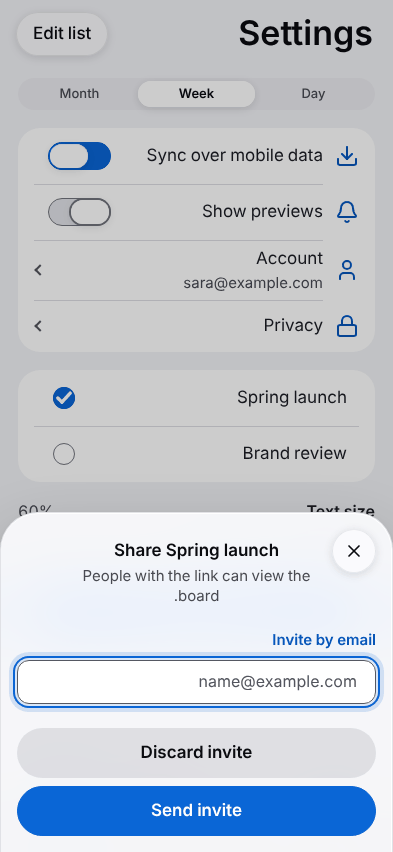 Settings
Edit list
Day
Week
Month
Sync over mobile data
Show previews
Account
sara@example.com
Privacy
Spring launch
Brand review
Text size
60%
Share Spring launch
People with the link can view the
.board
Invite by email
name@example.com
Discard invite
Send invite